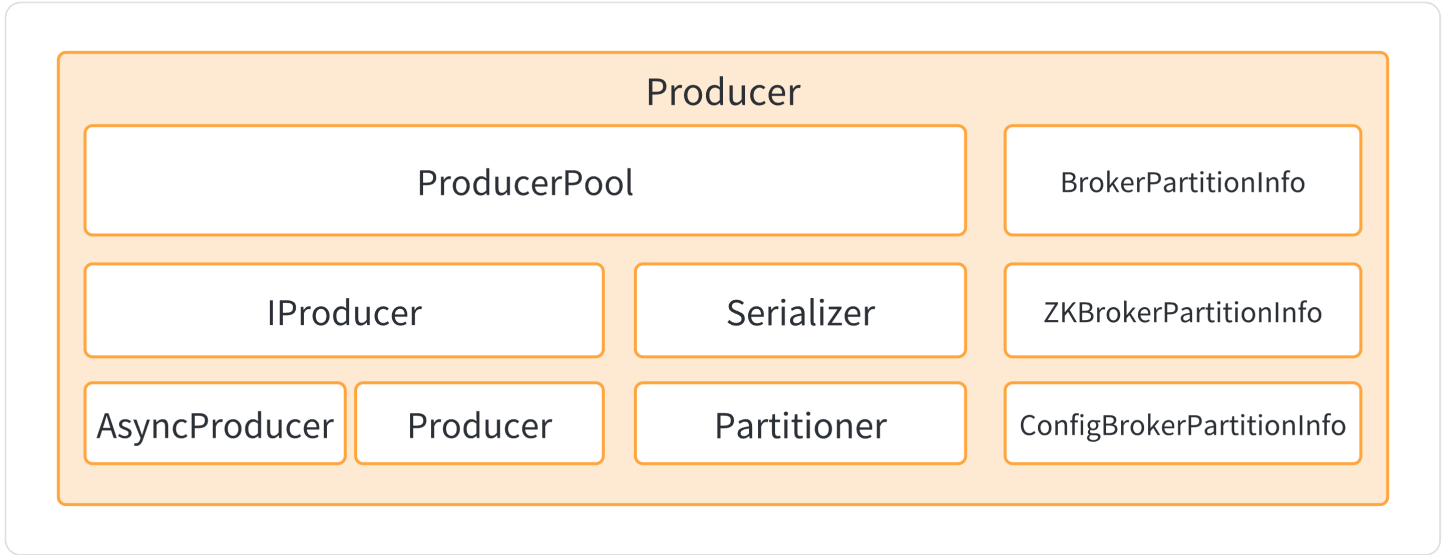 Producer
ProducerPool
BrokerPartitionInfo
IProducer
Serializer
ZKBrokerPartitionInfo
AsyncProducer
Producer
Partitioner
ConfigBrokerPartitionInfo